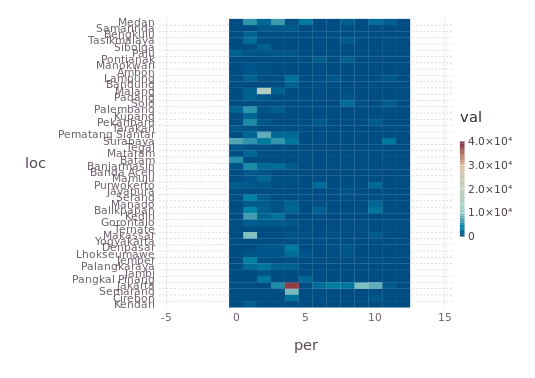 Medan
Samarinda
Bengkulu
Tasikmalaya
Sibolga
Palu
Pontianak
Manokwari
Ambon
Lampung
Bandung
Malang
Padang
Solo
Palembang
Kupang
Pekanbaru
Tarakan
Pematang Siantar
Surabaya
Tegal
Mataram
Batam
Banjarmasin
Banda Aceh
Mamuju
Purwokerto
Jayapura
Serang
Manado
Balikpapan
Kediri
Gorontalo
Ternate
Makassar
Yogyakarta
Denpasar
Lhokseumawe
Jember
Palangkaraya
Jambi
Pangkal Pinang
Jakarta
Semarang
Cirebon
Kendari
loc
-5 0 5 10 15
per
val
4.0×10⁴
3.0×10⁴
2.0×10⁴
1.0×10⁴
0